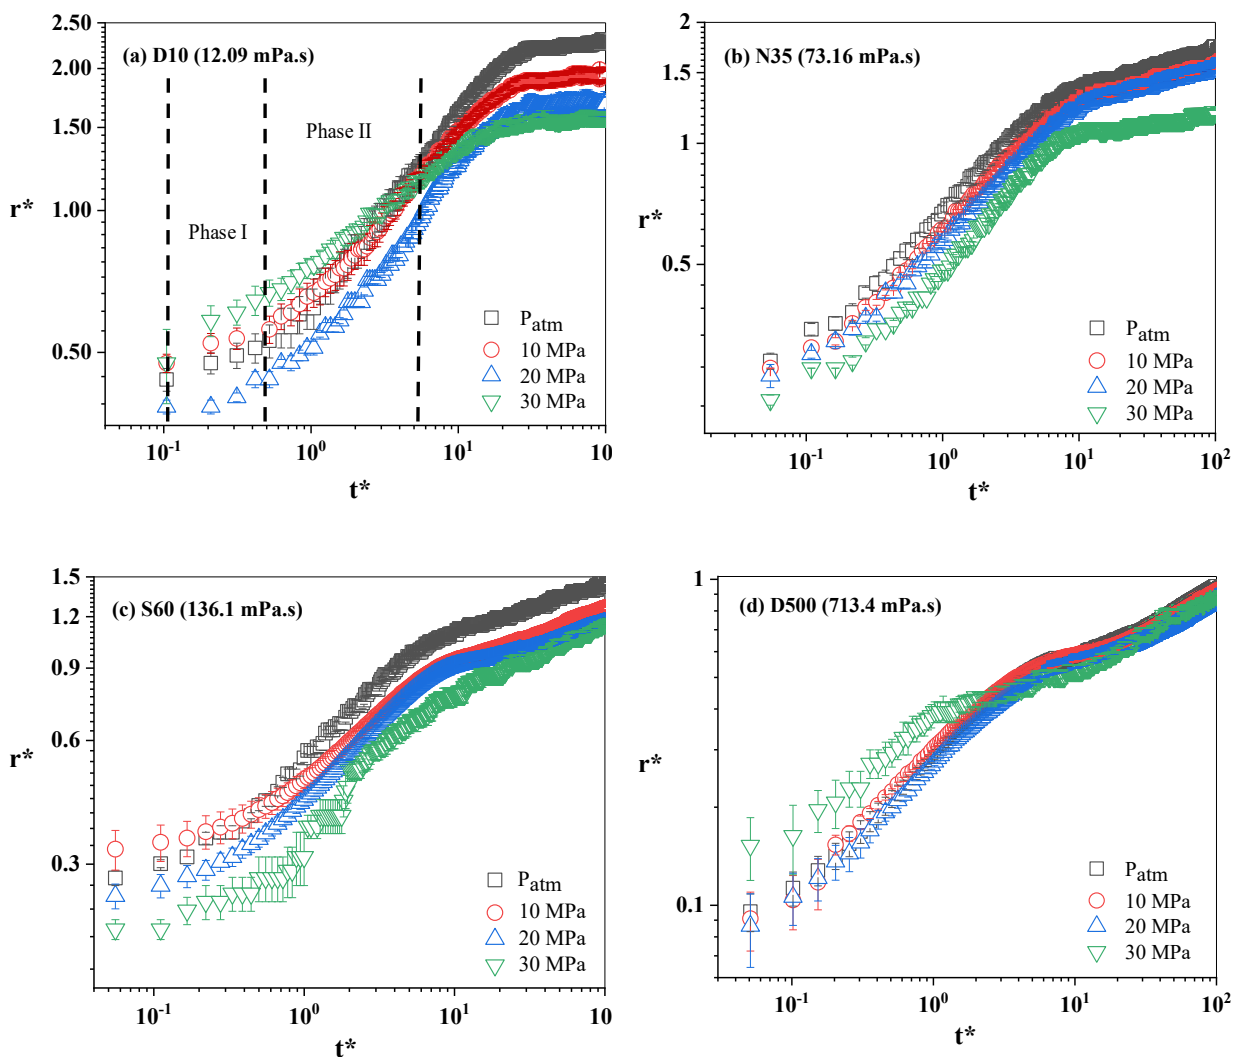 (a) D10 (12.09 mPa.s)
2.50
2.00
1.50
1.00
0.50
r*
Phase I
Phase II
Patm
10 MPa
20 MPa
30 MPa
10-1
100
101
10
t*
(b) N35 (73.16 mPa.s)
2
1.5
1
0.5
r*
Patm
10 MPa
20 MPa
30 MPa
10-1
100
101
102
t*
(c) S60 (136.1 mPa.s)
1.5
1.2
0.9
0.6
0.3
r*
Patm
10 MPa
20 MPa
30 MPa
10-1
100
101
10
t*
(d) D500 (713.4 mPa.s)
1
0.1
r*
Patm
10 MPa
20 MPa
30 MPa
10-1
100
101
102
t*